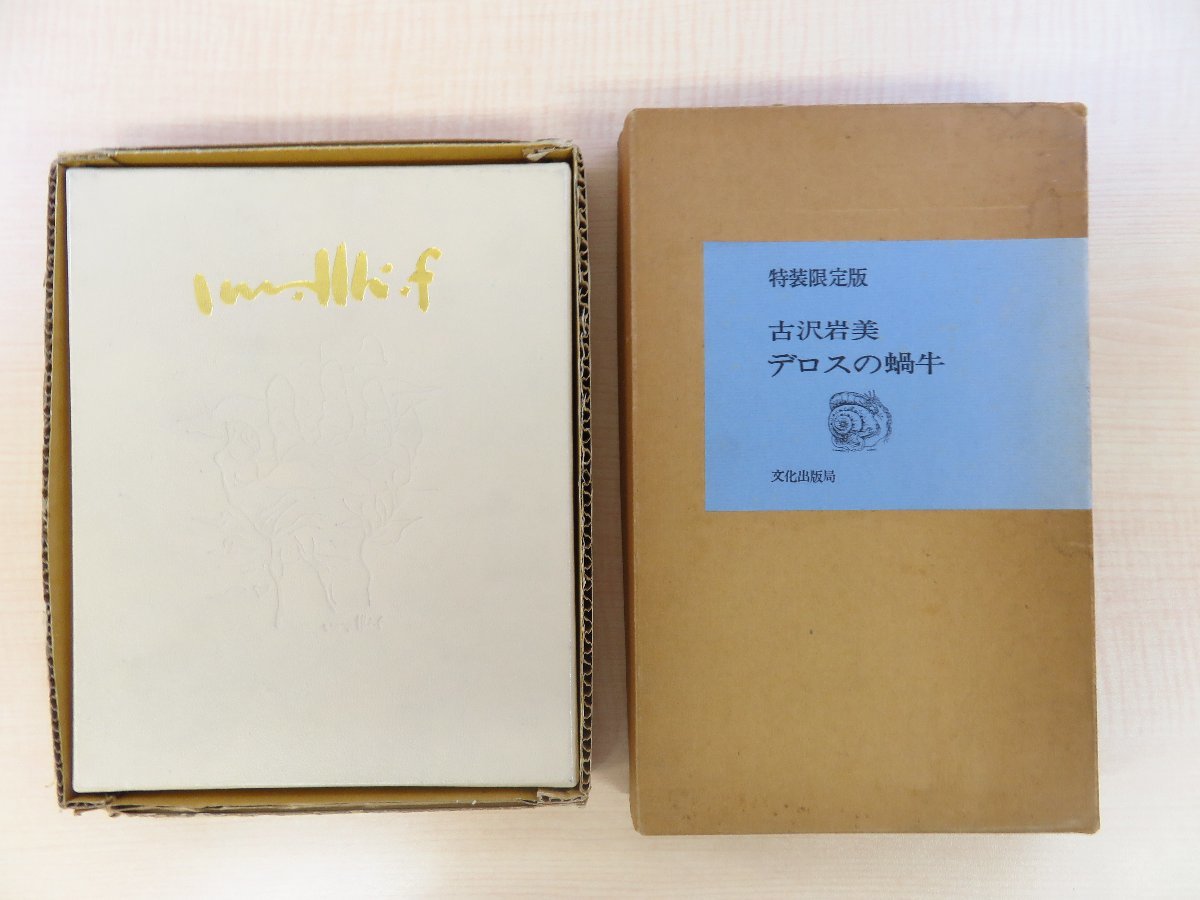 特装限定版
古沢岩美
デロスの蝸牛
文化出版局